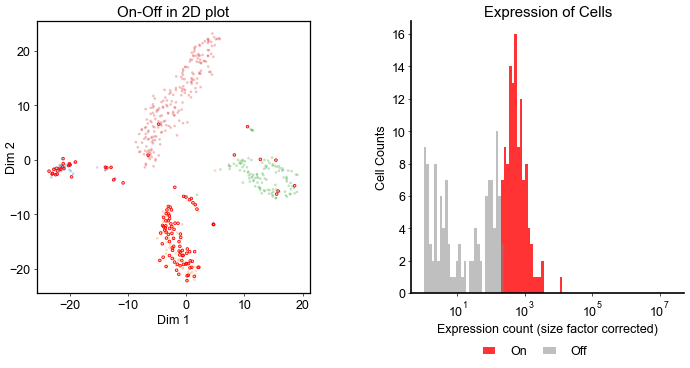 On-Off in 2D plot
Dim 2
20
10
0
−10
−20
−20
−10
0
10
20
Dim 1
Expression of Cells
Cell Counts
16
14
12
10
8
6
4
2
0
10^1
10^3
10^5
10^7
Expression count (size factor corrected)
On
Off